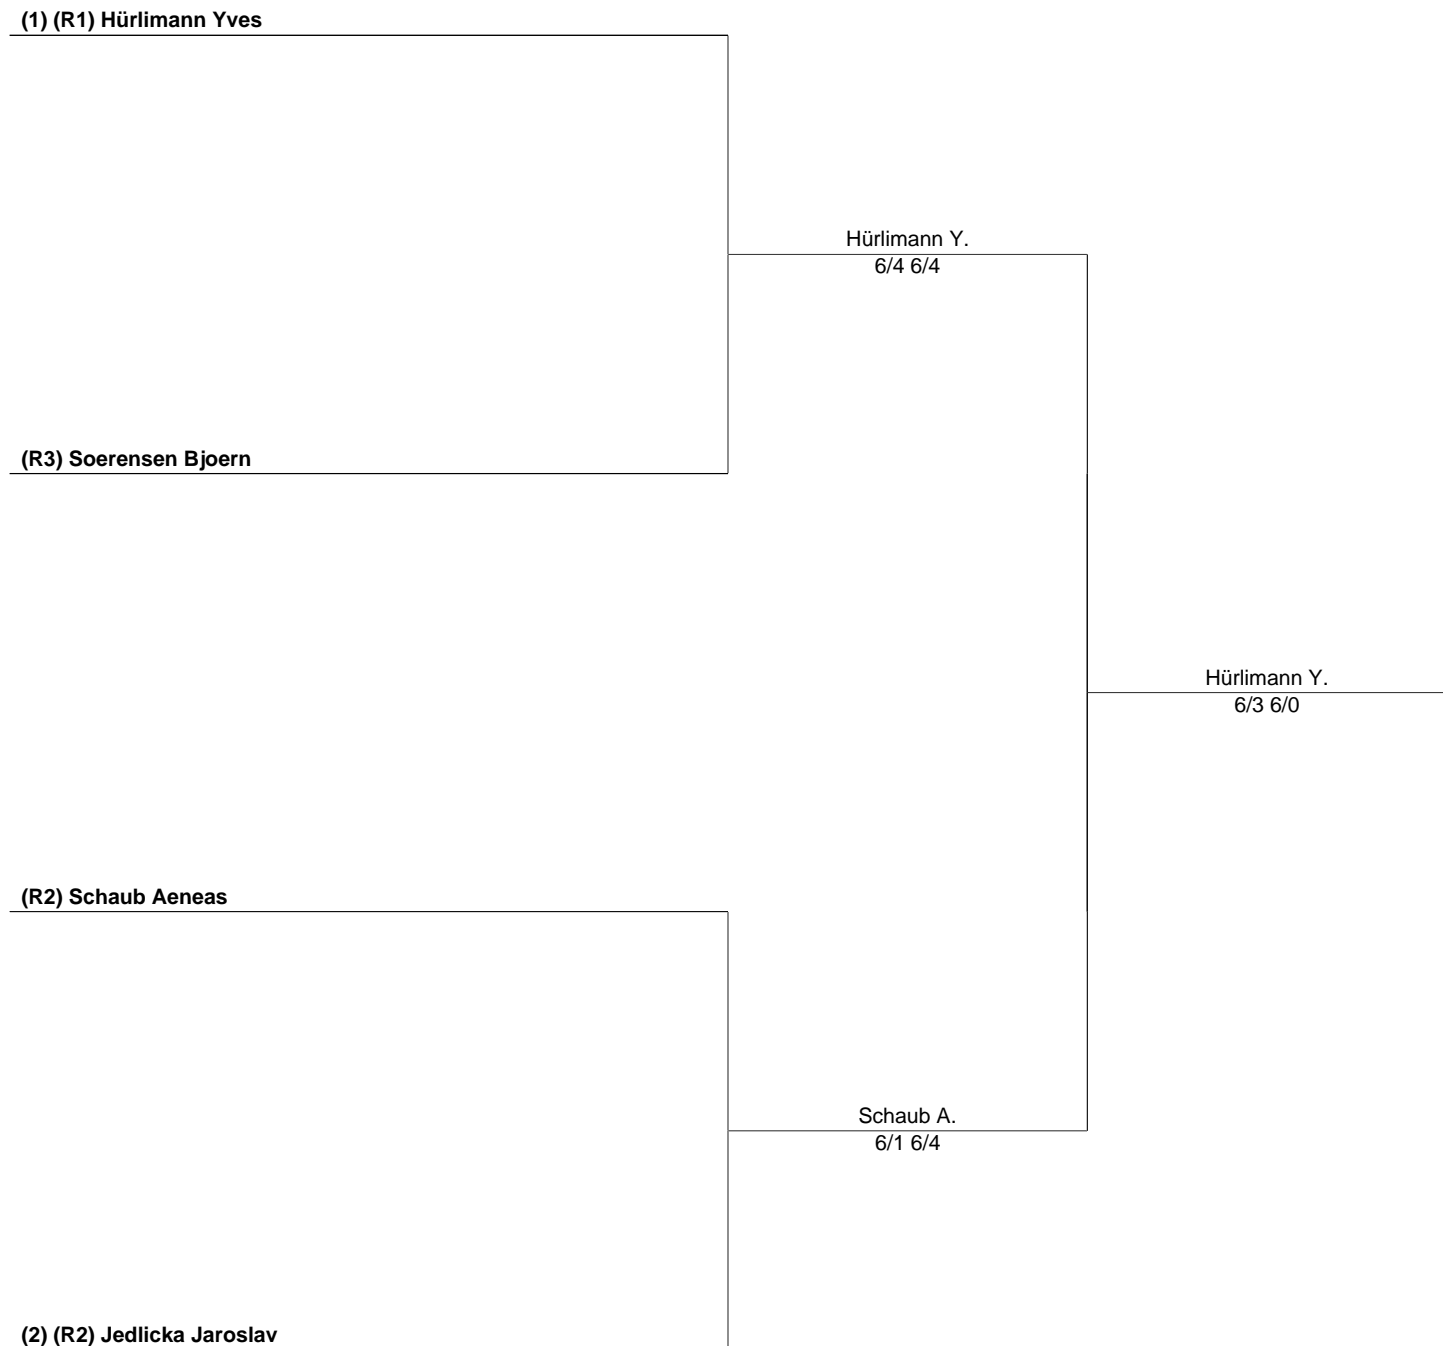 (1) (R1) Hürlimann Yves
Hürlimann Y.
6/4 6/4
(R3) Soerensen Bjoern
Hürlimann Y.
6/3 6/0
(R2) Schaub Aeneas
Schaub A.
6/1 6/4
(2) (R2) Jedlicka Jaroslav